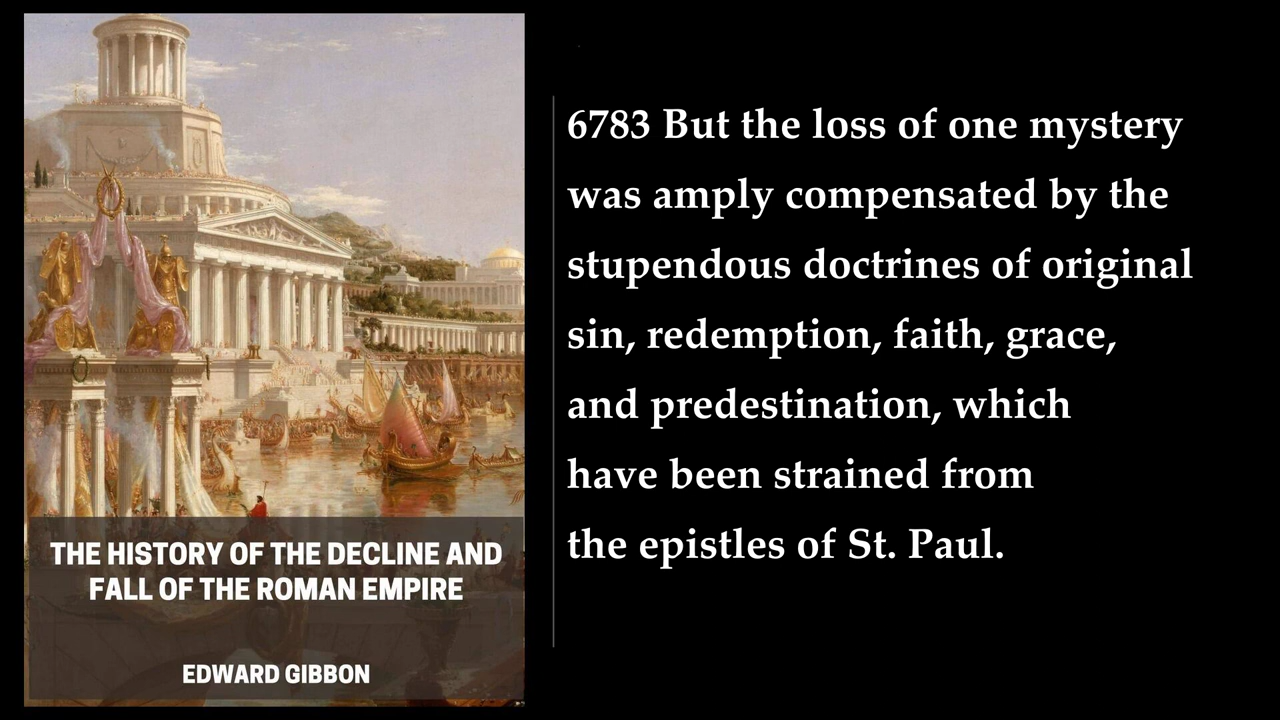 THE HISTORY OF THE DECLINE AND
FALL OF THE ROMAN EMPIRE
EDWARD GIBBON
6783 But the loss of one mystery
was amply compensated by the
stupendous doctrines of original
sin, redemption, faith, grace,
and predestination, which
have been strained from
the epistles of St. Paul.